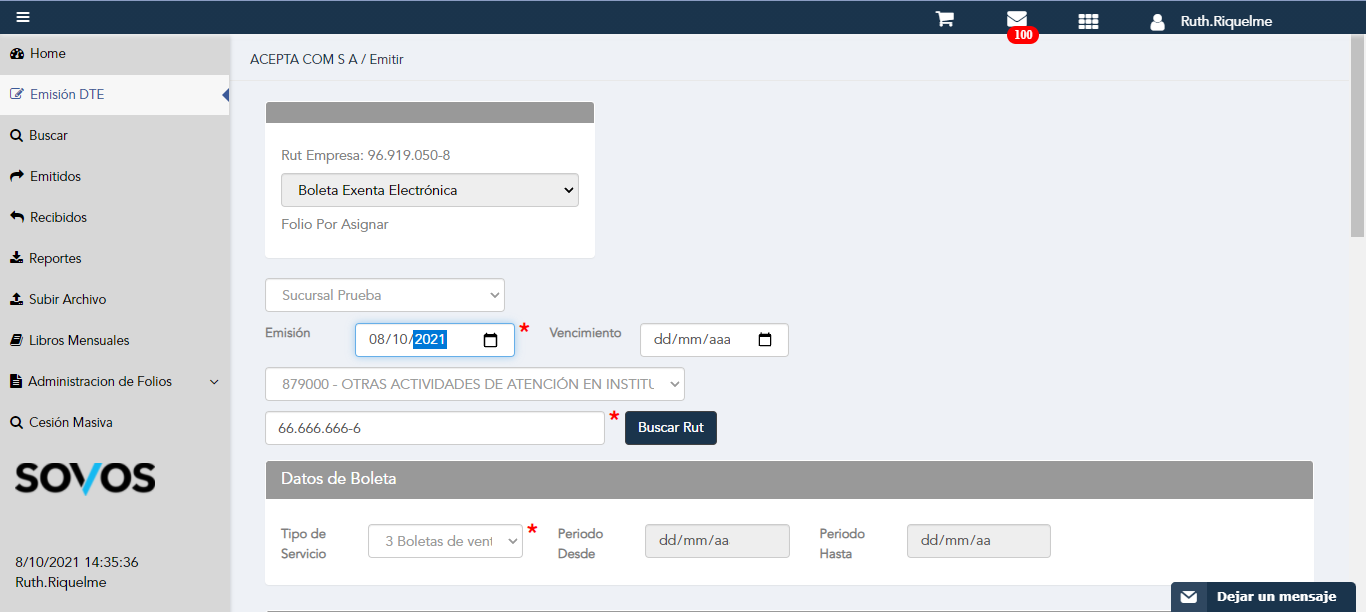 100
Ruth.Riquelme
Home
ACEPTA COM S A / Emitir
Emisión DTE
Buscar
Emitidos
Recibidos
Reportes
Subir Archivo
Libros Mensuales
Administracion de Folios
Cesión Masiva
SOVOS
8/10/2021 14:35:36
Ruth.Riquelme
Rut Empresa: 96.919.050-8
Boleta Exenta Electrónica
Folio Por Asignar
Sucursal Prueba
Emisión 08/10/2021 * Vencimiento dd/mm/aaa
879000 - OTRAS ACTIVIDADES DE ATENCIÓN EN INSTITU
66.666.666-6 * Buscar Rut
Datos de Boleta
Tipo de Servicio 3 Boletas de vent * Periodo Desde dd/mm/aa Periodo Hasta dd/mm/aa
Dejar un mensaje